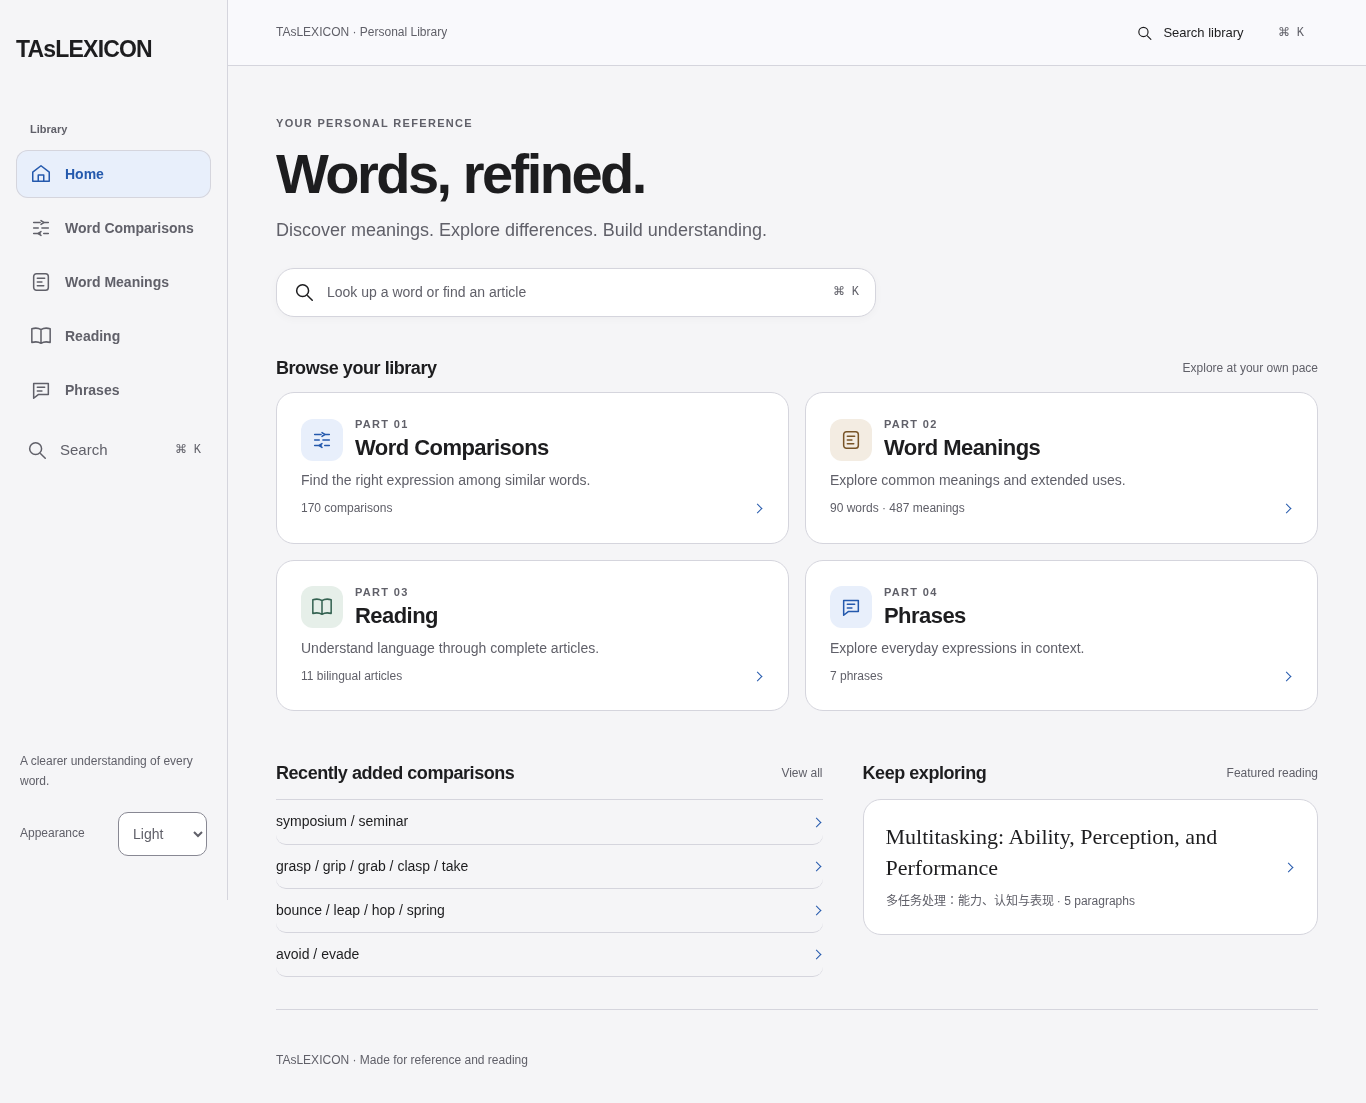 TAsLEXICON
Library
Home
Word Comparisons
Word Meanings
Reading
Phrases
Search ⌘ K
A clearer understanding of every
word.
Appearance Light
TAsLEXICON · Personal Library
Search library ⌘ K
YOUR PERSONAL REFERENCE
Words, refined.
Discover meanings. Explore differences. Build understanding.
Look up a word or find an article ⌘ K
Browse your library
Explore at your own pace
PART 01
Word Comparisons
Find the right expression among similar words.
170 comparisons
PART 02
Word Meanings
Explore common meanings and extended uses.
90 words · 487 meanings
PART 03
Reading
Understand language through complete articles.
11 bilingual articles
PART 04
Phrases
Explore everyday expressions in context.
7 phrases
Recently added comparisons
View all
symposium / seminar
grasp / grip / grab / clasp / take
bounce / leap / hop / spring
avoid / evade
Keep exploring
Featured reading
Multitasking: Ability, Perception, and
Performance
多任务处理：能力、认知与表现 · 5 paragraphs
TAsLEXICON · Made for reference and reading